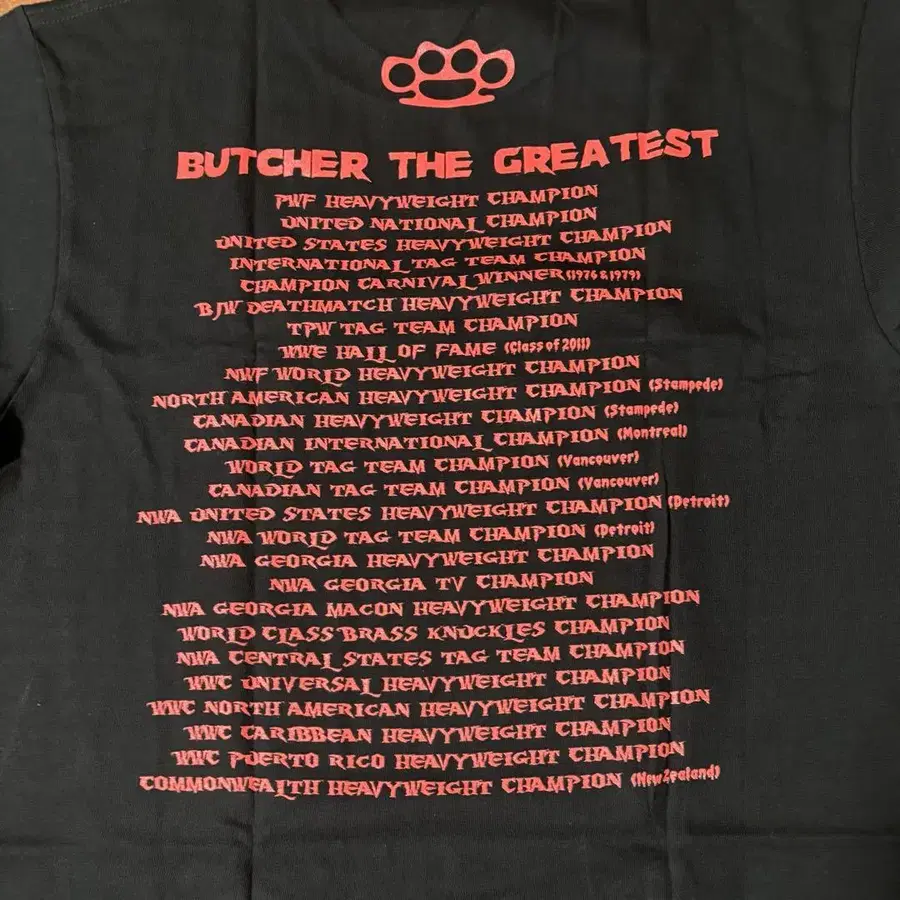 BUTCHER THE GREATEST
PWF HEAVYWEIGHT CHAMPION
UNITED NATIONAL CHAMPION
UNITED STATES HEAVYWEIGHT CHAMPION
INTERNATIONAL TAG TEAM CHAMPION
CHAMPION CARNIVAL WINNER (1976 & 1979)
BJW DEATHMATCH HEAVYWEIGHT CHAMPION
TPW TAG TEAM CHAMPION
WWE HALL OF FAME (Class of 2011)
NWF WORLD HEAVYWEIGHT CHAMPION
NORTH AMERICAN HEAVYWEIGHT CHAMPION (Stampede)
CANADIAN HEAVYWEIGHT CHAMPION (Stampede)
CANADIAN INTERNATIONAL CHAMPION (Montreal)
WORLD TAG TEAM CHAMPION (Vancouver)
CANADIAN TAG TEAM CHAMPION (Vancouver)
NWA UNITED STATES HEAVYWEIGHT CHAMPION (Detroit)
NWA WORLD TAG TEAM CHAMPION (Detroit)
NWA GEORGIA HEAVYWEIGHT CHAMPION
NWA GEORGIA TV CHAMPION
NWA GEORGIA MACON HEAVYWEIGHT CHAMPION
WORLD CLASS BRASS KNUCKLES CHAMPION
NWA CENTRAL STATES TAG TEAM CHAMPION
WWC UNIVERSAL HEAVYWEIGHT CHAMPION
WWC NORTH AMERICAN HEAVYWEIGHT CHAMPION
WWC CARIBBEAN HEAVYWEIGHT CHAMPION
WWC PUERTO RICO HEAVYWEIGHT CHAMPION
COMMONWEALTH HEAVYWEIGHT CHAMPION (New Zealand)